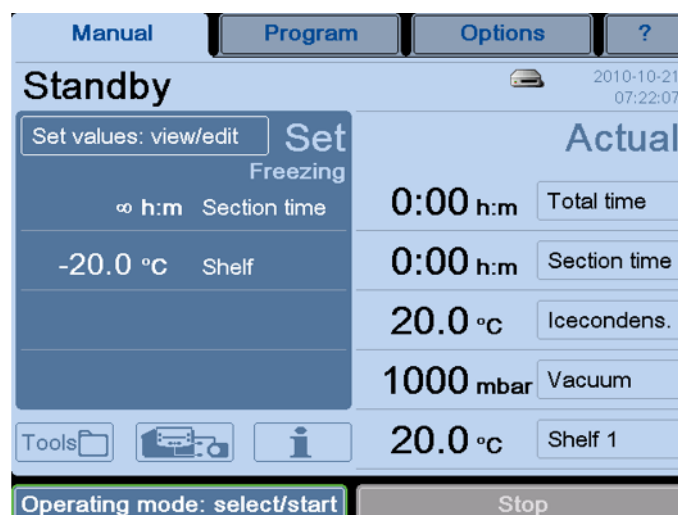 Manual Program Options ?
Standby 2010-10-21
07:22:07
Set values: view/edit Set Actual
Freezing
∞ h:m Section time 0:00 h:m Total time
-20.0 °C Shelf 0:00 h:m Section time
20.0 °C Icecondens.
1000 mbar Vacuum
Tools i 20.0 °C Shelf 1
Operating mode: select/start Stop